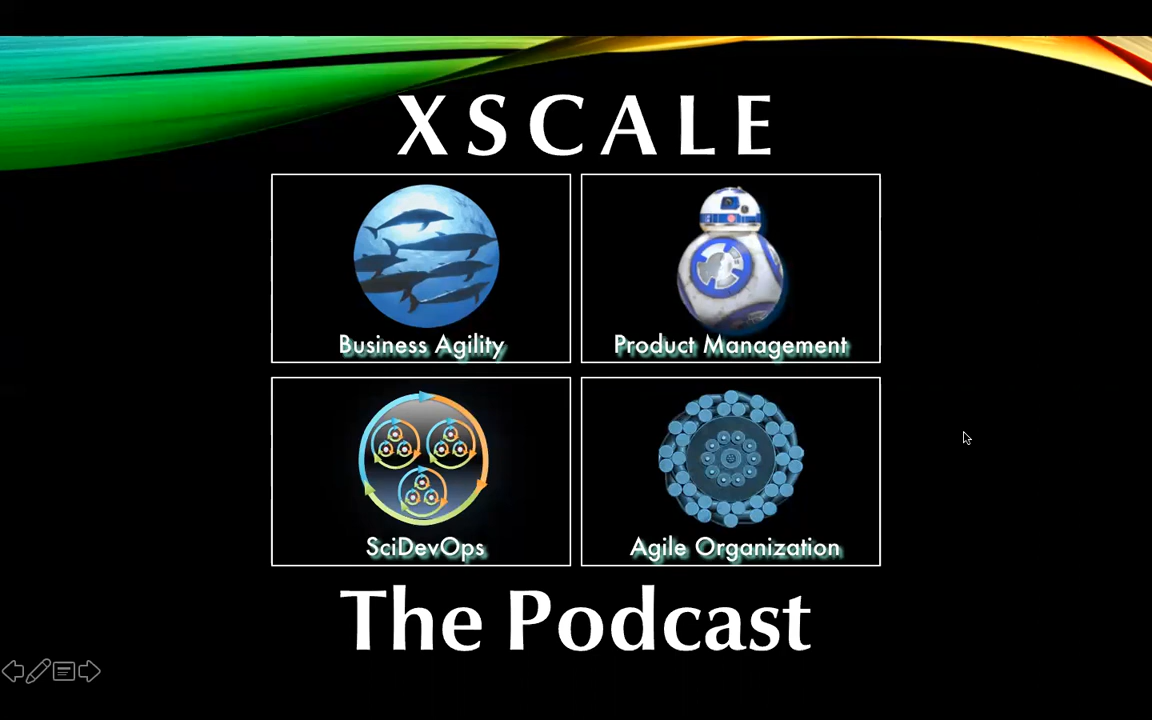 XSCALE
Business Agility
Product Management
SciDevOps
Agile Organization
The Podcast